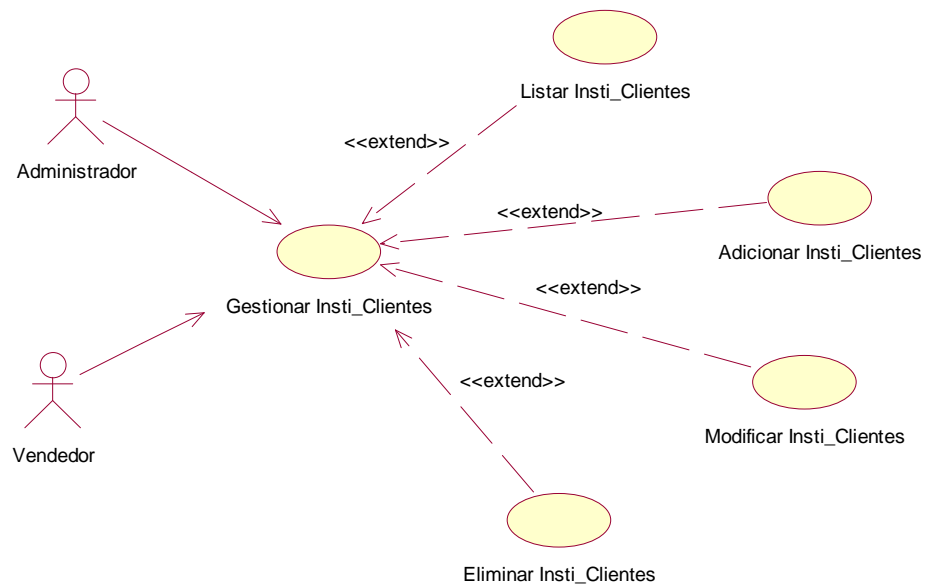 Listar Insti_Clientes
<<extend>>
Administrador
<<extend>>
Adicionar Insti_Clientes
<<extend>>
Gestionar Insti_Clientes
<<extend>>
Modificar Insti_Clientes
Vendedor
Eliminar Insti_Clientes